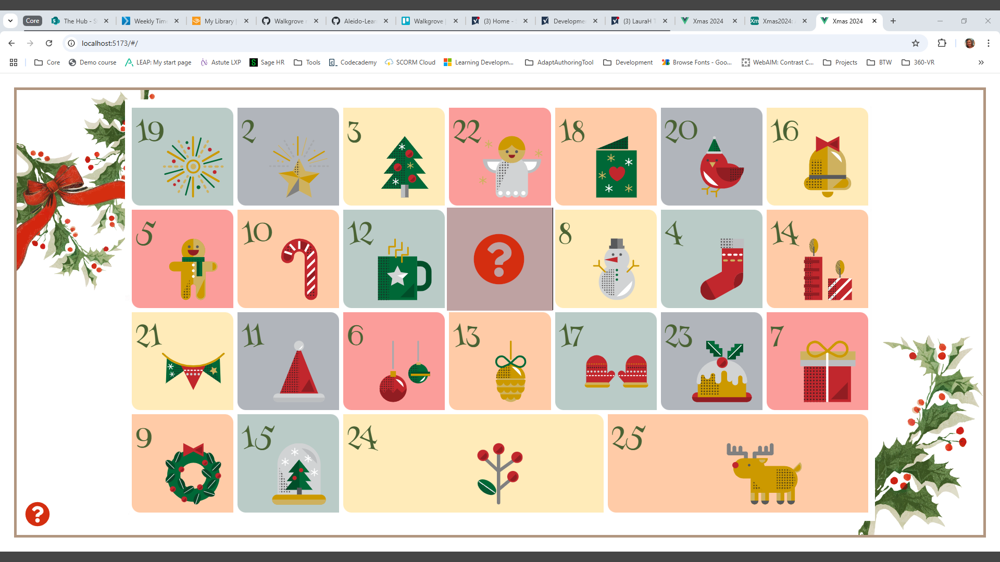 Core
The Hub - S
Weekly Time
My Library |
Walkgrove
Aleido-Lear
Walkgrove |
(3) Home -
Developme
(3) LauraH
Xmas 2024
Xmas2024:
Xmas 2024
localhost:5173/#/
Core
Demo course
LEAP: My start page
Astute LXP
Sage HR
Tools
Codecademy
SCORM Cloud
Learning Developm...
AdaptAuthoringTool
Development
Browse Fonts - Goo...
WebAIM: Contrast C...
Projects
BTW
360-VR
19
2
3
22
18
20
16
5
10
12
?
8
4
14
21
11
6
13
17
23
7
9
15
24
25
?